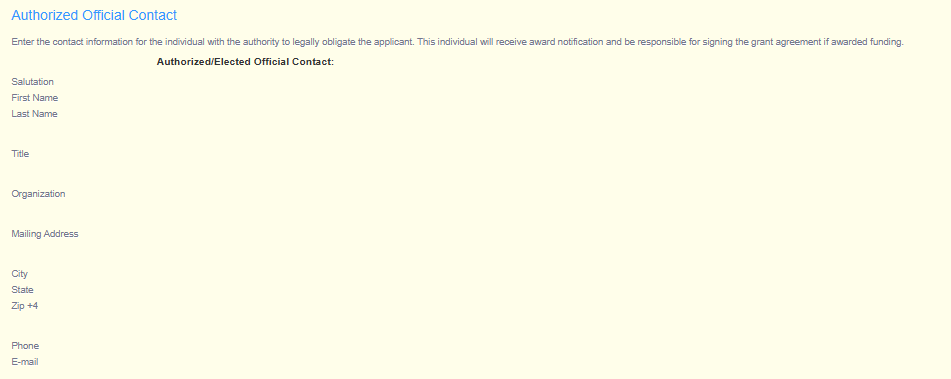 Authorized Official Contact
Enter the contact information for the individual with the authority to legally obligate the applicant. This individual will receive award notification and be responsible for signing the grant agreement if awarded funding.
Authorized/Elected Official Contact:
Salutation
First Name
Last Name
Title
Organization
Mailing Address
City
State
Zip +4
Phone
E-mail